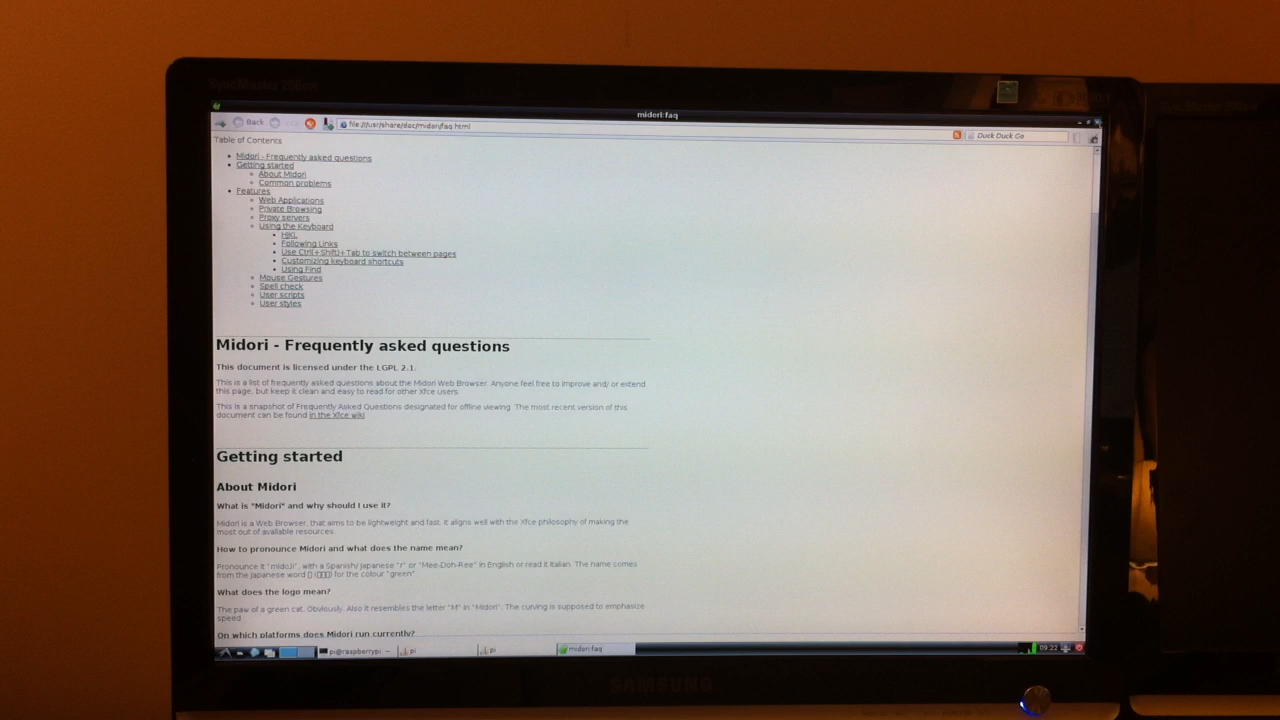 SyncMaster
midori:faq
Back
file:///usr/share/doc/midori/faq.html
Duck Duck Go
Table of Contents
Midori - Frequently asked questions
Getting started
About Midori
Common problems
Features
Web Applications
Private Browsing
Proxy servers
Using the Keyboard
HJKL
Following Links
Use Ctrl(+Shift)+Tab to switch between pages
Customizing keyboard shortcuts
Using Find
Mouse Gestures
Spell check
User scripts
User styles
Midori - Frequently asked questions
This document is licensed under the LGPL 2.1.
This is a list of frequently asked questions about the Midori Web Browser. Anyone feel free to improve and/ or extend
this page, but keep it clean and easy to read for other Xfce users.
This is a snapshot of Frequently Asked Questions designated for offline viewing. The most recent version of this
document can be found in the Xfce wiki
Getting started
About Midori
What is "Midori" and why should I use it?
Midori is a Web Browser, that aims to be lightweight and fast. It aligns well with the Xfce philosophy of making the
most out of available resources.
How to pronounce Midori and what does the name mean?
Pronounce it "midoɺi", with a Spanish/ Japanese "r" or "Mee-Doh-Ree" in English or read it Italian. The name comes
from the Japanese word for the colour "green"
What does the logo mean?
The paw of a green cat. Obviously. Also it resembles the letter "M" in "Midori". The curving is supposed to emphasize
speed
On which platforms does Midori run currently?
pi@raspberrypi: ~
pi
pi
midori:faq
09:22
SAMSUNG